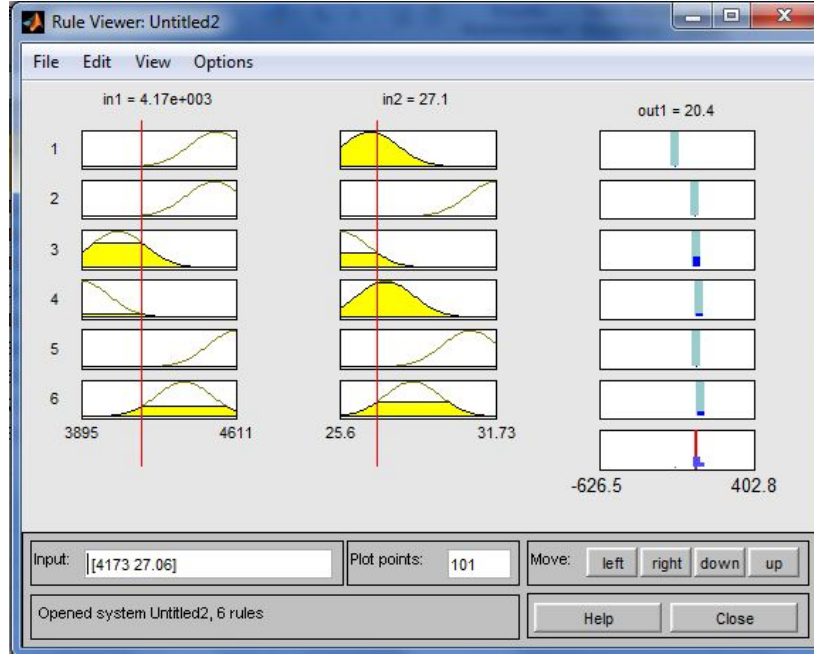 Rule Viewer: Untitled2
File Edit View Options
in1 = 4.17e+003
in2 = 27.1
out1 = 20.4
1
2
3
4
5
6
3895 4611
25.6 31.73
-626.5 402.8
Input: [4173 27.06]
Plot points: 101
Move: left right down up
Opened system Untitled2, 6 rules
Help Close